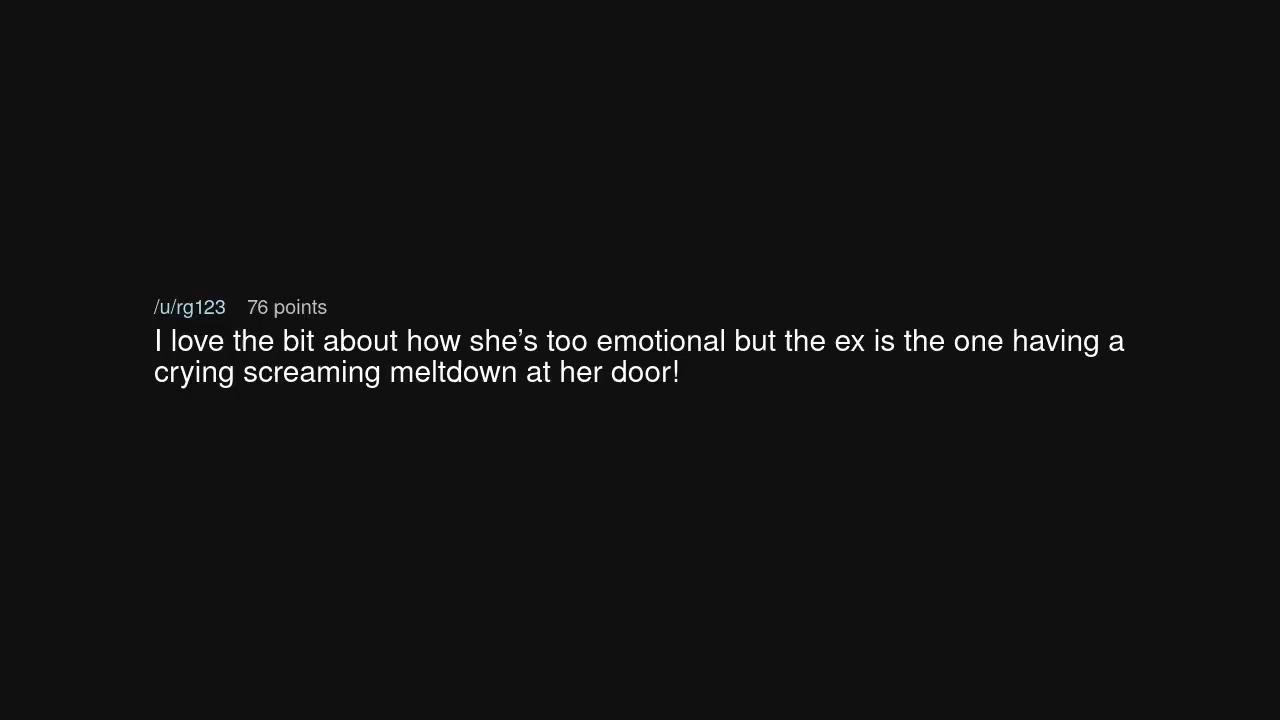 /u/rg123 76 points
I love the bit about how she’s too emotional but the ex is the one having a
crying screaming meltdown at her door!